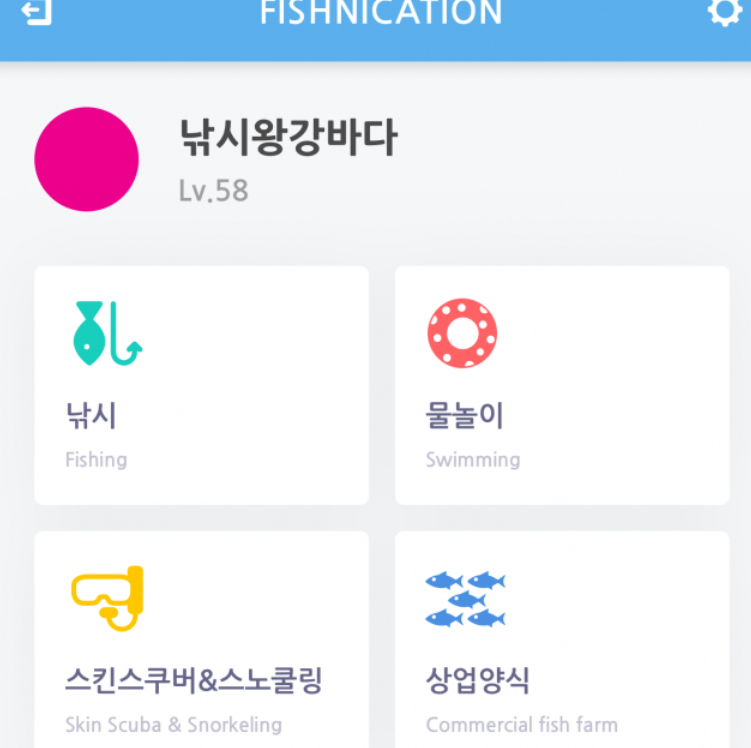 FISHNICATION
낚시왕강바다
Lv.58
낚시
Fishing
물놀이
Swimming
스킨스쿠버&스노쿨링
Skin Scuba & Snorkeling
상업양식
Commercial fish farm